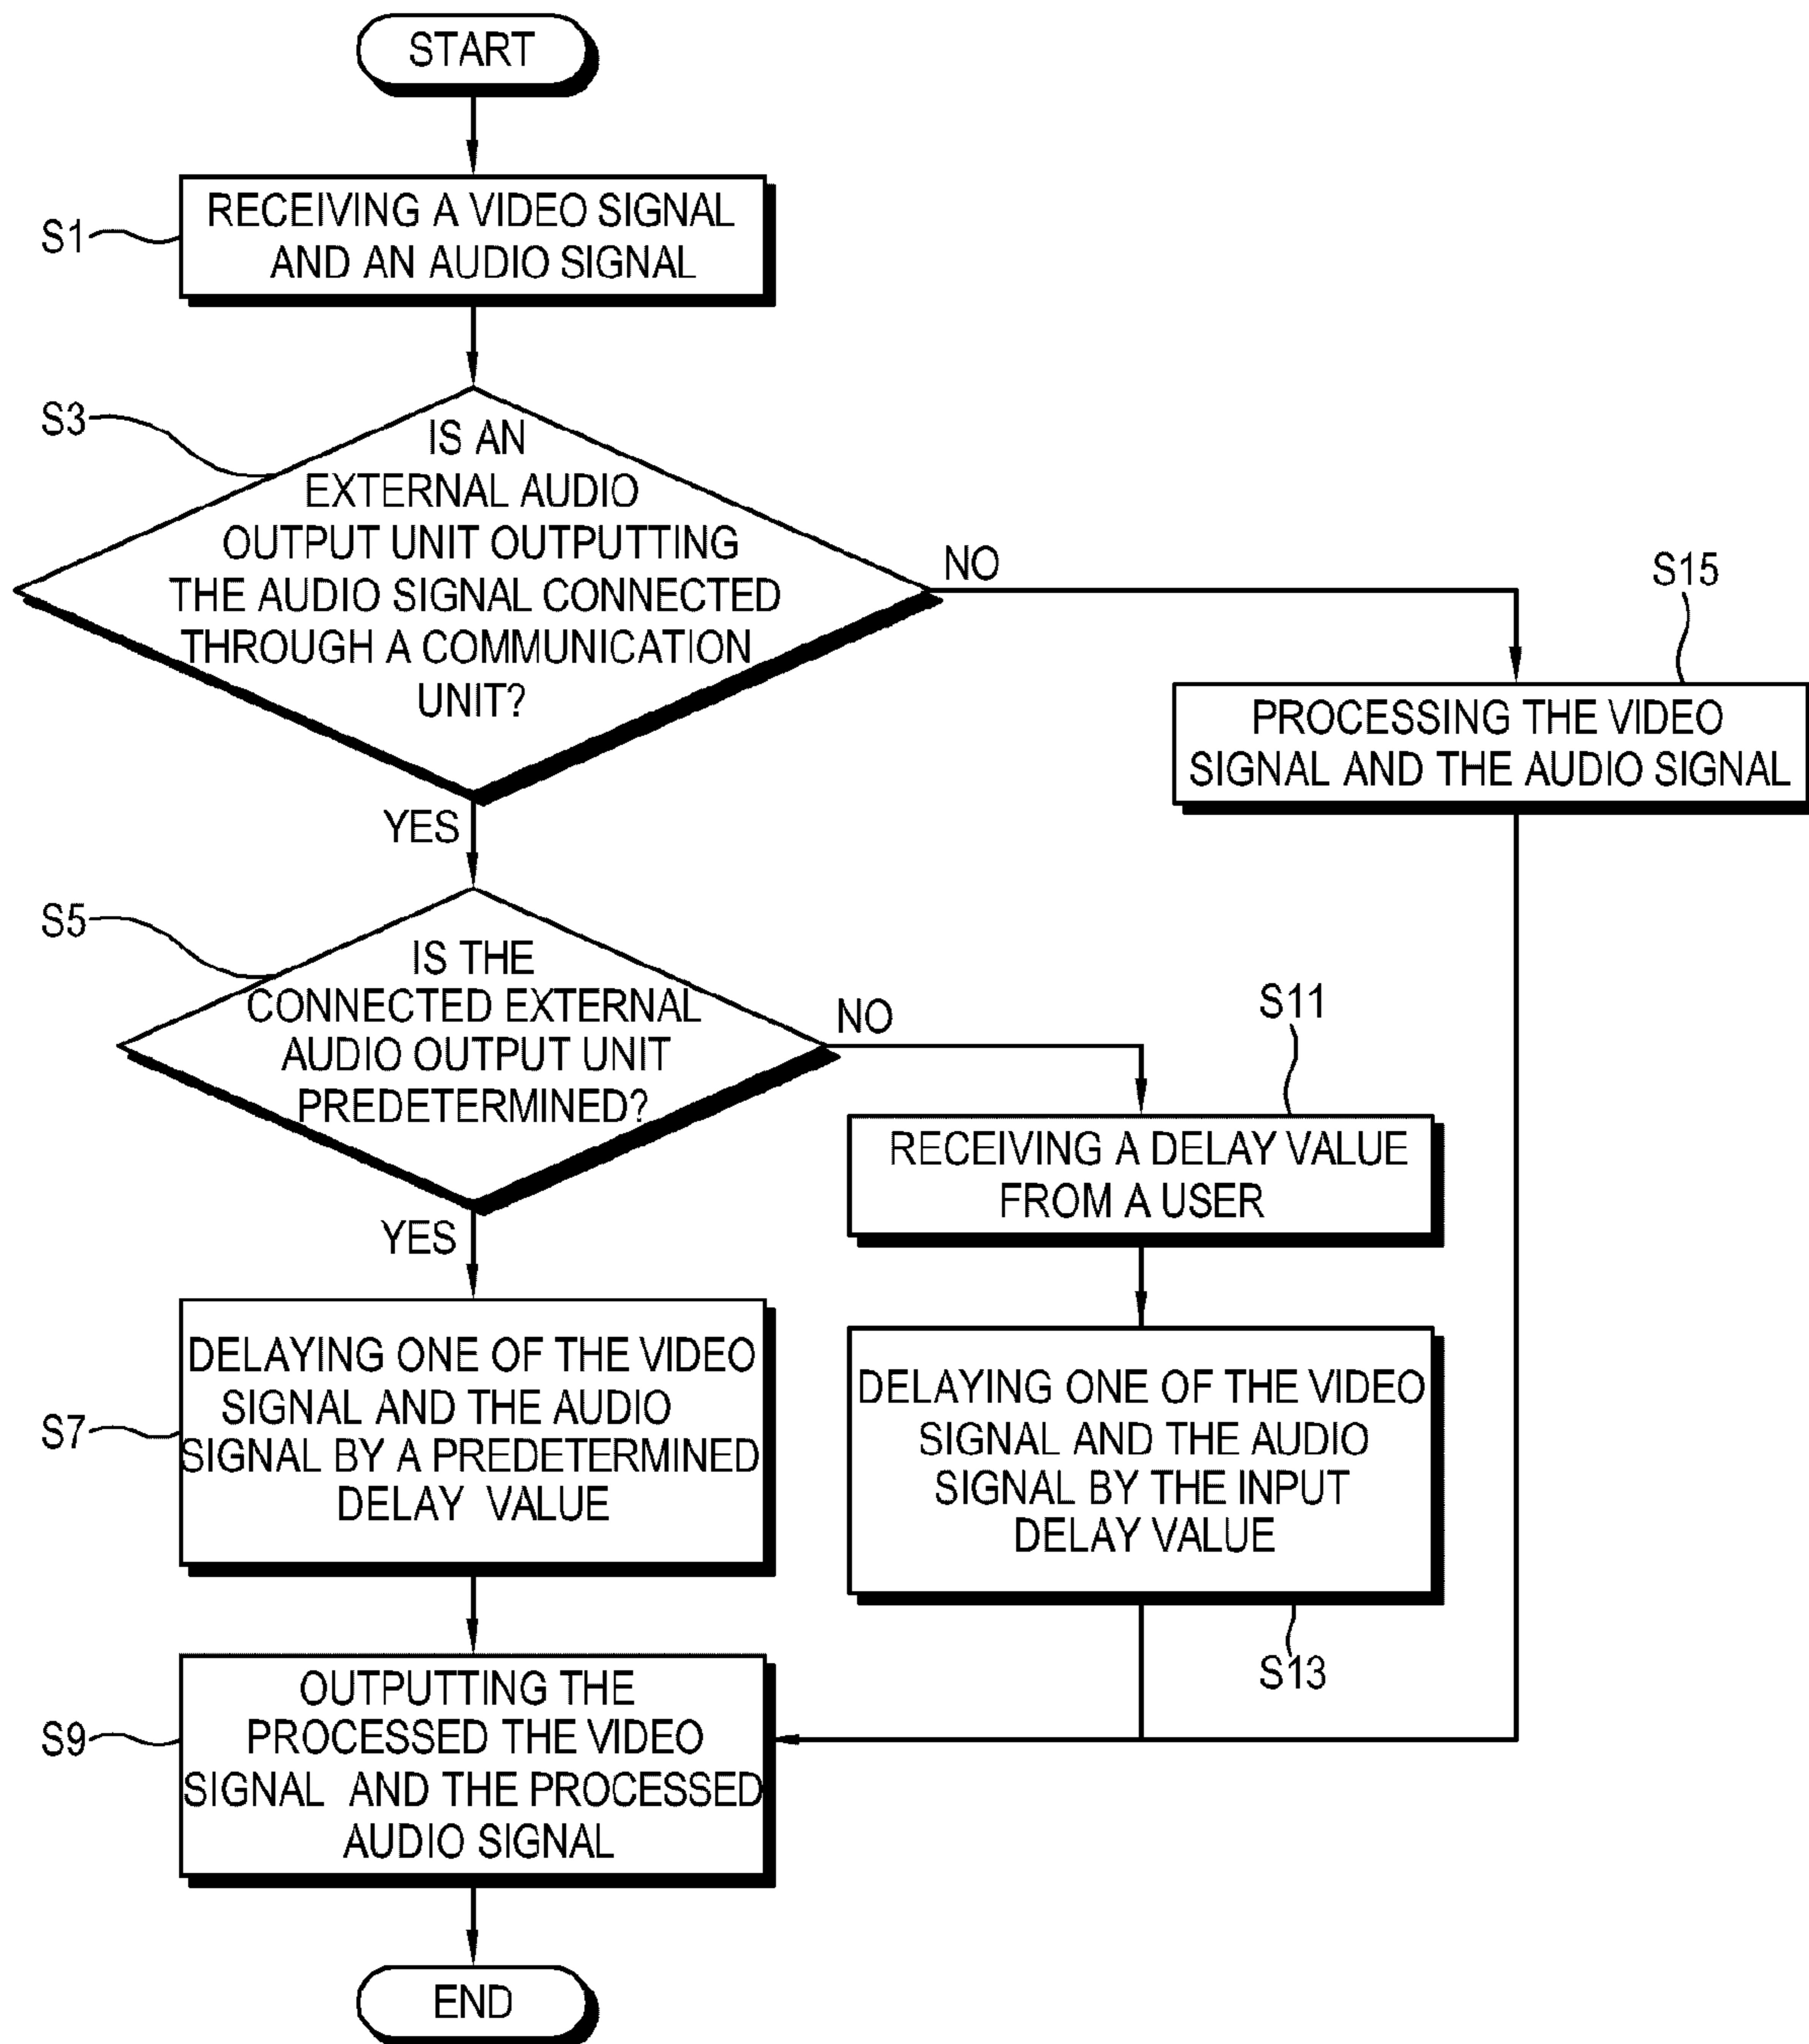 START
S1
RECEIVING A VIDEO SIGNAL
AND AN AUDIO SIGNAL
S3
IS AN
EXTERNAL AUDIO
OUTPUT UNIT OUTPUTTING
THE AUDIO SIGNAL CONNECTED
THROUGH A COMMUNICATION
UNIT?
NO
S15
PROCESSING THE VIDEO
SIGNAL AND THE AUDIO SIGNAL
YES
S5
IS THE
CONNECTED EXTERNAL
AUDIO OUTPUT UNIT
PREDETERMINED?
NO
S11
RECEIVING A DELAY VALUE
FROM A USER
YES
S7
DELAYING ONE OF THE VIDEO
SIGNAL AND THE AUDIO
SIGNAL BY A PREDETERMINED
DELAY VALUE
DELAYING ONE OF THE VIDEO
SIGNAL AND THE AUDIO
SIGNAL BY THE INPUT
DELAY VALUE
S13
S9
OUTPUTTING THE
PROCESSED THE VIDEO
SIGNAL AND THE PROCESSED
AUDIO SIGNAL
END